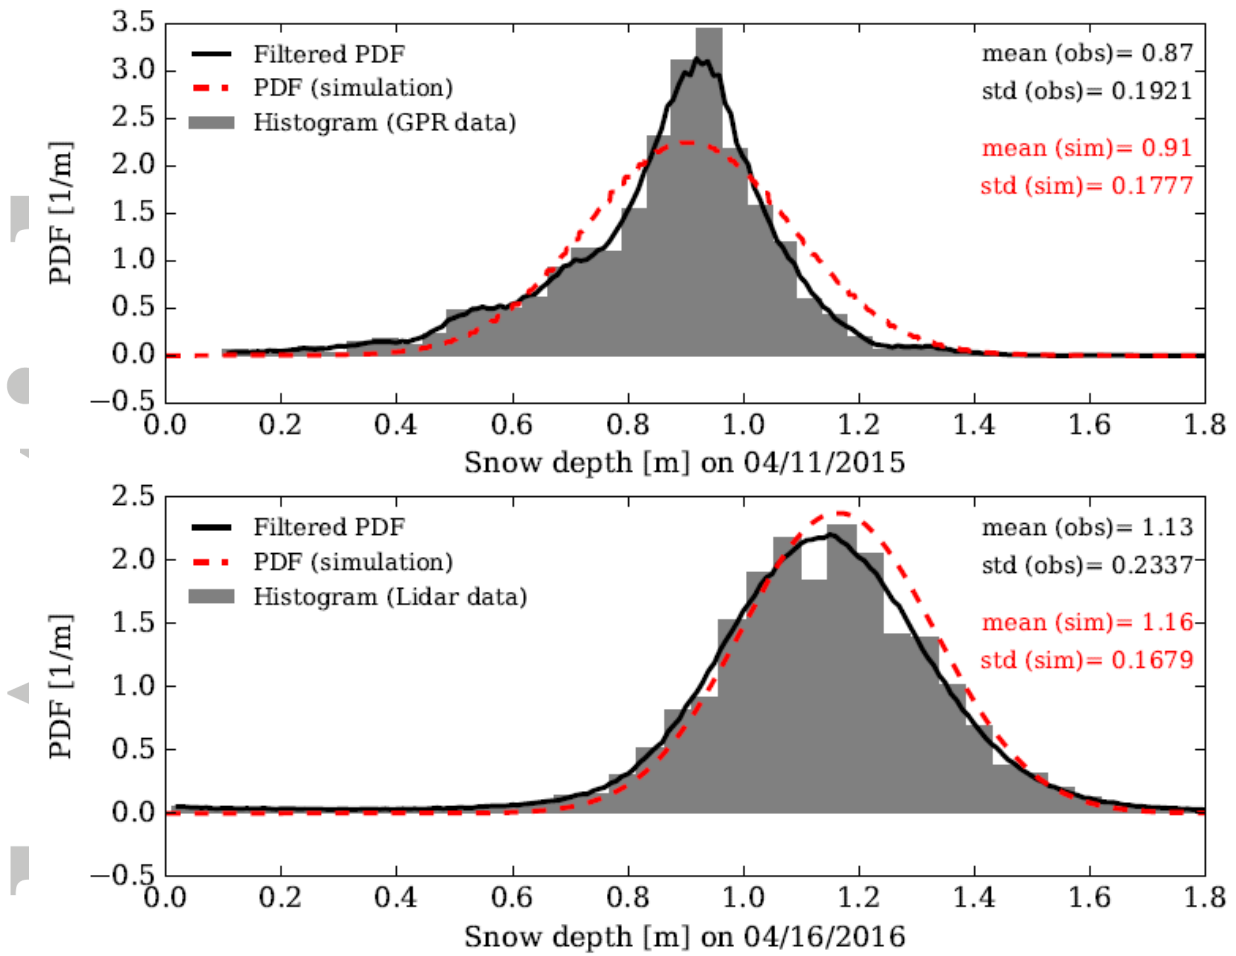 3.5
3.0
2.5
2.0
1.5
1.0
0.5
0.0
−0.5
PDF [1/m]
Filtered PDF
PDF (simulation)
Histogram (GPR data)
mean (obs)= 0.87
std (obs)= 0.1921
mean (sim)= 0.91
std (sim)= 0.1777
0.0 0.2 0.4 0.6 0.8 1.0 1.2 1.4 1.6 1.8
Snow depth [m] on 04/11/2015
2.5
2.0
1.5
1.0
0.5
0.0
−0.5
PDF [1/m]
Filtered PDF
PDF (simulation)
Histogram (Lidar data)
mean (obs)= 1.13
std (obs)= 0.2337
mean (sim)= 1.16
std (sim)= 0.1679
0.0 0.2 0.4 0.6 0.8 1.0 1.2 1.4 1.6 1.8
Snow depth [m] on 04/16/2016